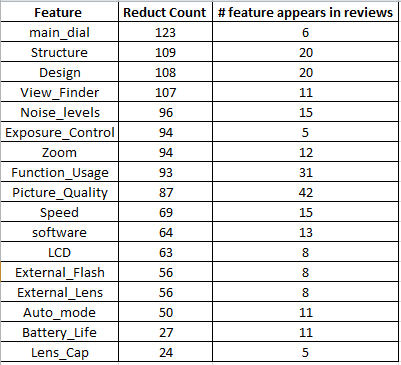 Feature Reduct Count # feature appears in reviews
main_dial 123 6
Structure 109 20
Design 108 20
View_Finder 107 11
Noise_levels 96 15
Exposure_Control 94 5
Zoom 94 12
Function_Usage 93 31
Picture_Quality 87 42
Speed 69 15
software 64 13
LCD 63 8
External_Flash 56 8
External_Lens 56 8
Auto_mode 50 11
Battery_Life 27 11
Lens_Cap 24 5